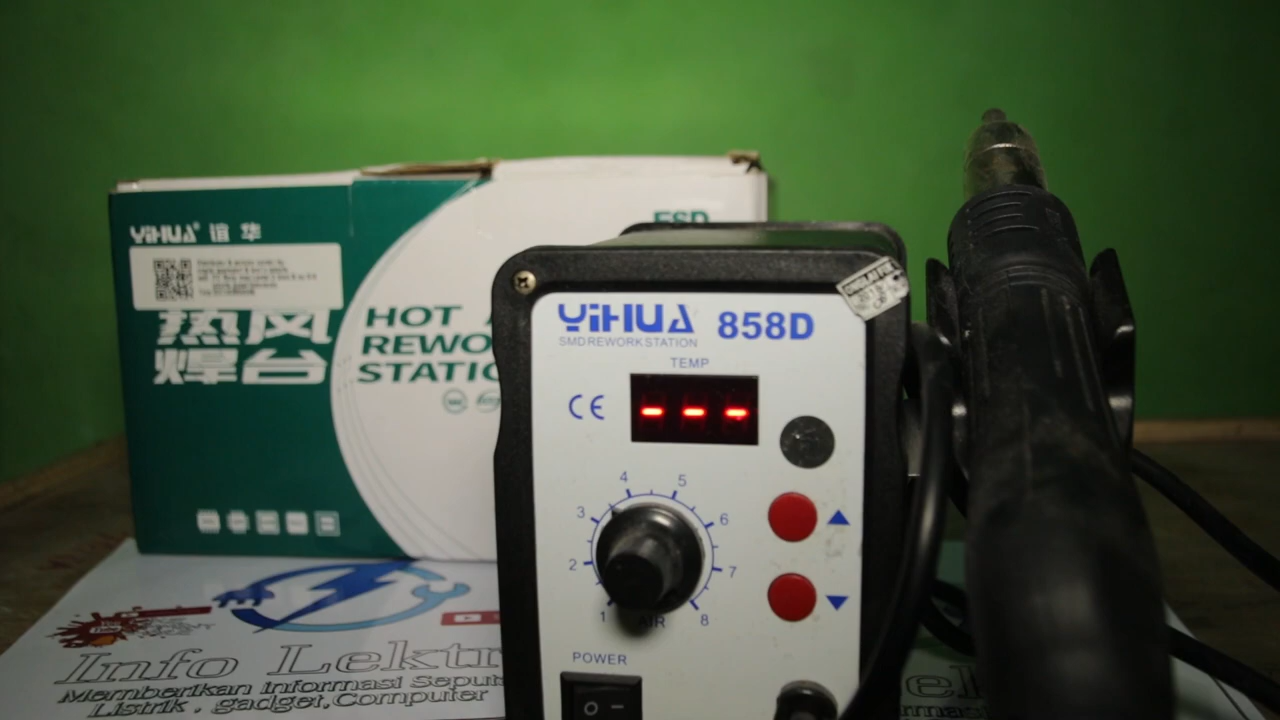 YiHUA® 谊华
热风
焊台
HOT
REWO
STATIO
ESD
YiHUA 858D
SMD REWORK STATION
TEMP
CE
---
1 2 3 4 5 6 7 8
AIR
POWER
Info Lektr
Memberikan informasi Seput
Listrik , gadget,Computer